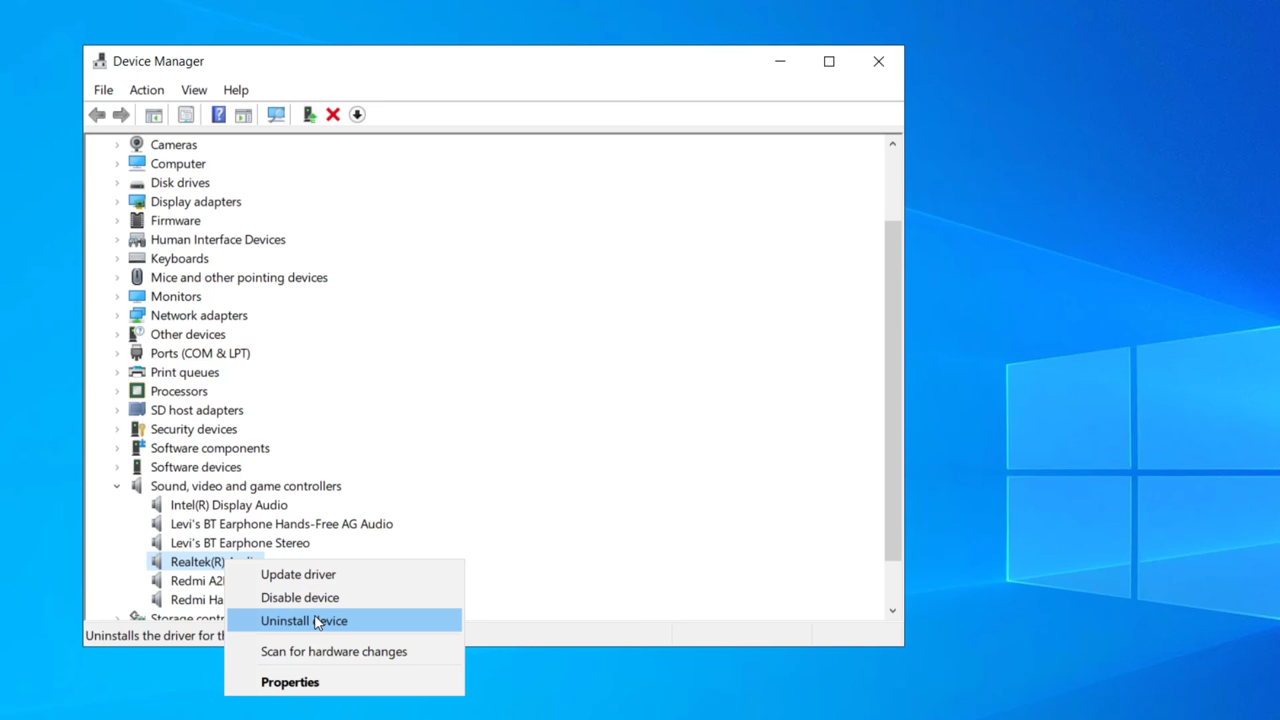 Device Manager
File Action View Help
Cameras
Computer
Disk drives
Display adapters
Firmware
Human Interface Devices
Keyboards
Mice and other pointing devices
Monitors
Network adapters
Other devices
Ports (COM & LPT)
Print queues
Processors
SD host adapters
Security devices
Software components
Software devices
Sound, video and game controllers
Intel(R) Display Audio
Levi's BT Earphone Hands-Free AG Audio
Levi's BT Earphone Stereo
Realtek(R)
Redmi
Redmi
Storage
Uninstalls the driver for
Update driver
Disable device
Uninstall device
Scan for hardware changes
Properties